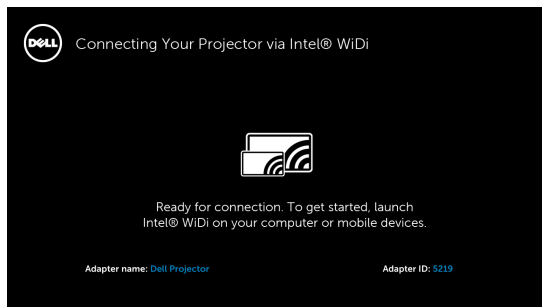 DELL
Connecting Your Projector via Intel® WiDi
Ready for connection. To get started, launch
Intel® WiDi on your computer or mobile devices.
Adapter name: Dell Projector
Adapter ID: 5219